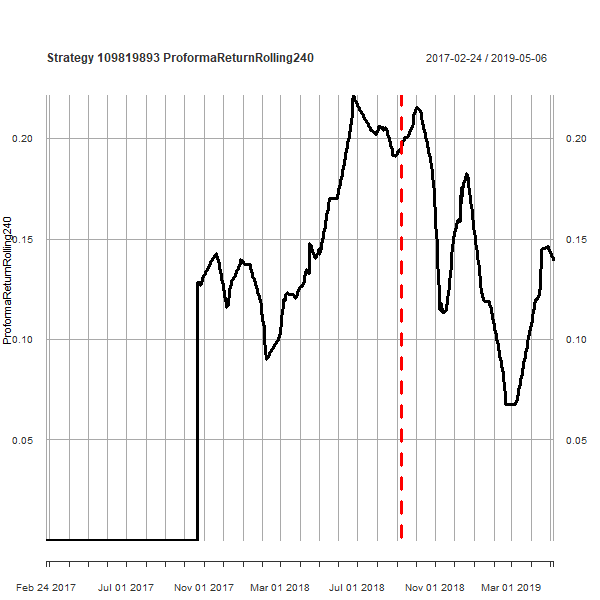 Strategy 109819893 ProformaReturnRolling240
2017-02-24 / 2019-05-06
ProformaReturnRolling240
0.20
0.15
0.10
0.05
0.20
0.15
0.10
0.05
Feb 24 2017
Jul 01 2017
Nov 01 2017
Mar 01 2018
Jul 01 2018
Nov 01 2018
Mar 01 2019